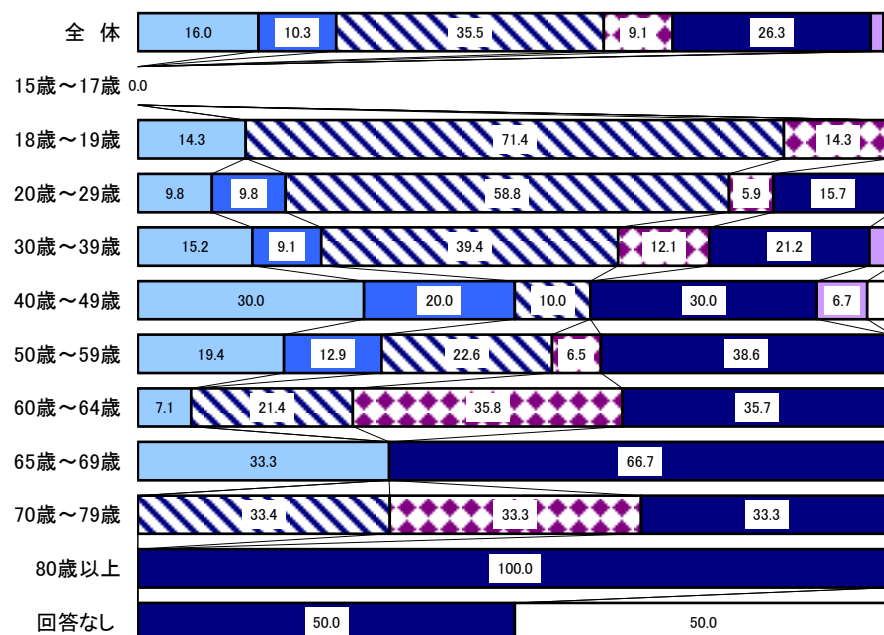 全 体 16.0 10.3 35.5 9.1 26.3
15歳～17歳 0.0
18歳～19歳 14.3 71.4 14.3
20歳～29歳 9.8 9.8 58.8 5.9 15.7
30歳～39歳 15.2 9.1 39.4 12.1 21.2
40歳～49歳 30.0 20.0 10.0 30.0 6.7
50歳～59歳 19.4 12.9 22.6 6.5 38.6
60歳～64歳 7.1 21.4 35.8 35.7
65歳～69歳 33.3 66.7
70歳～79歳 33.4 33.3 33.3
80歳以上 100.0
回答なし 50.0 50.0